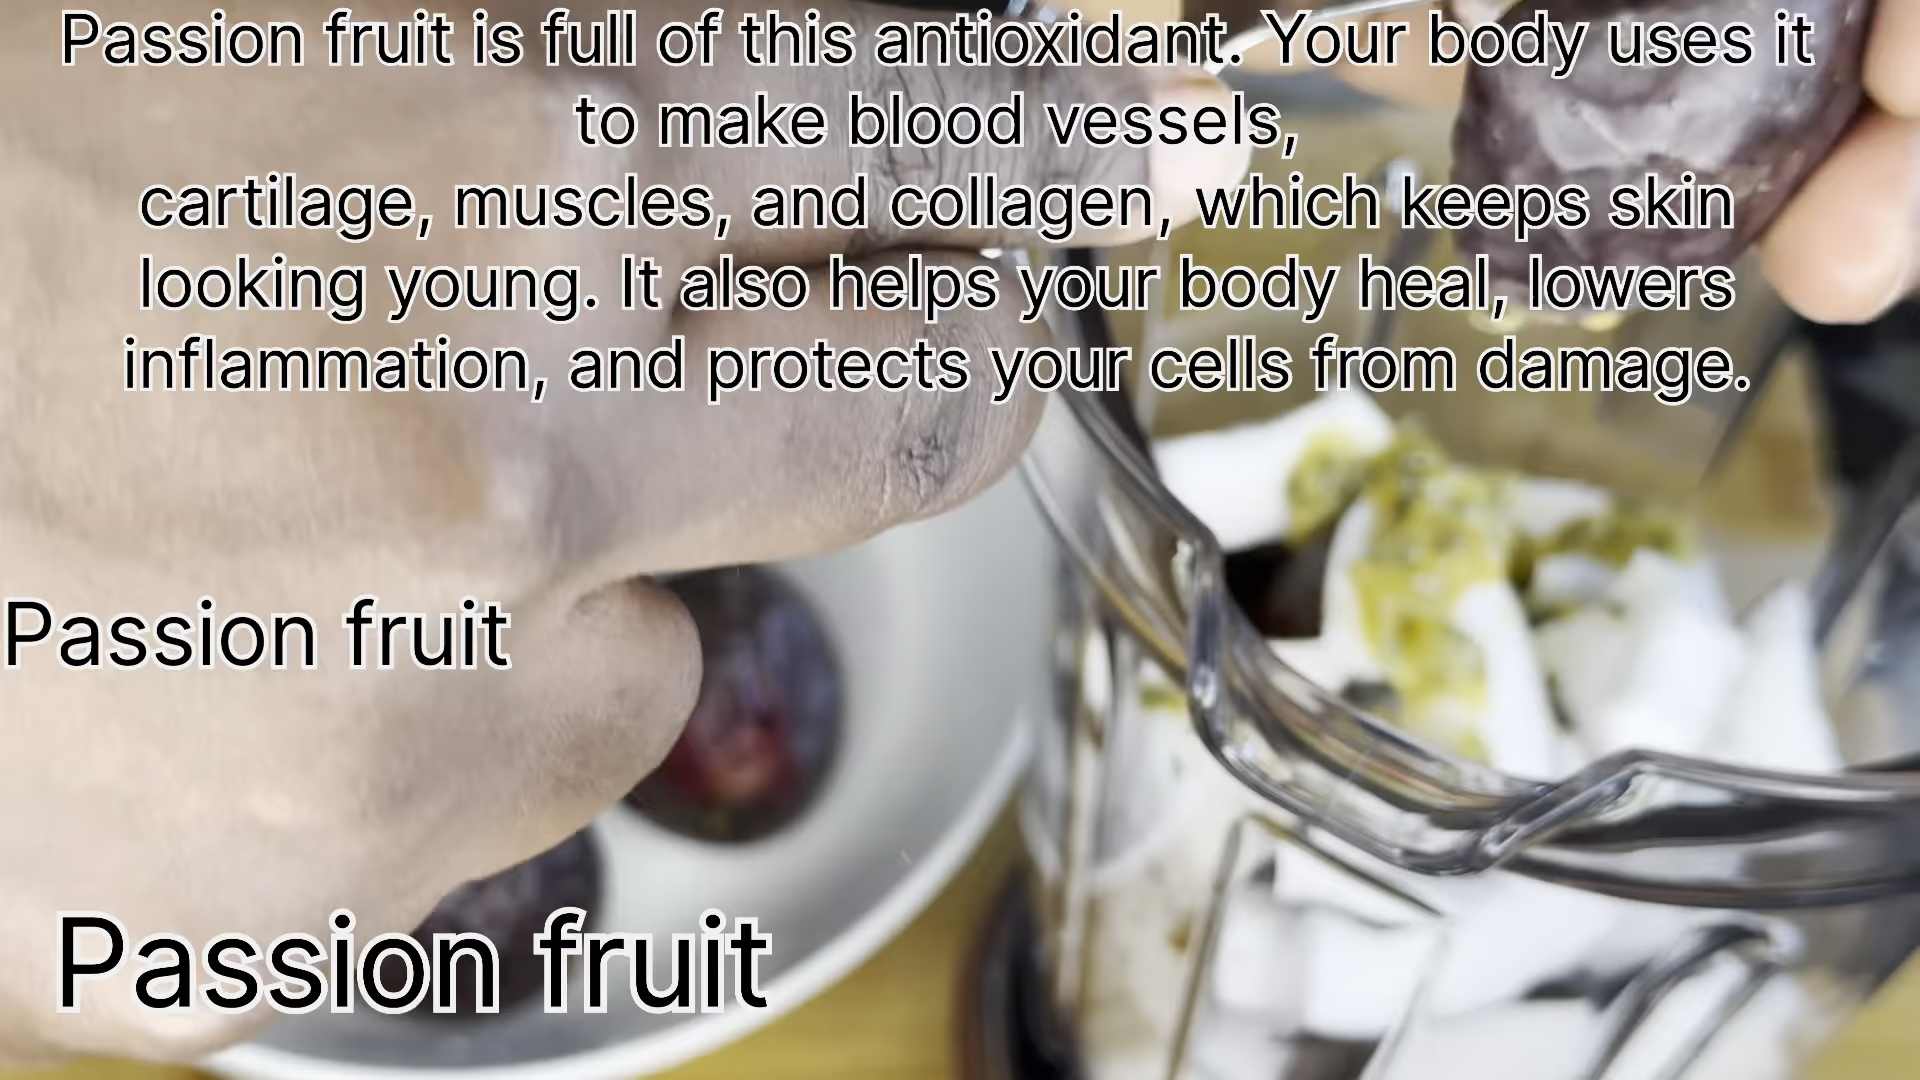 Passion fruit is full of this antioxidant. Your body uses it
to make blood vessels,
cartilage, muscles, and collagen, which keeps skin
looking young. It also helps your body heal, lowers
inflammation, and protects your cells from damage.
Passion fruit
Passion fruit